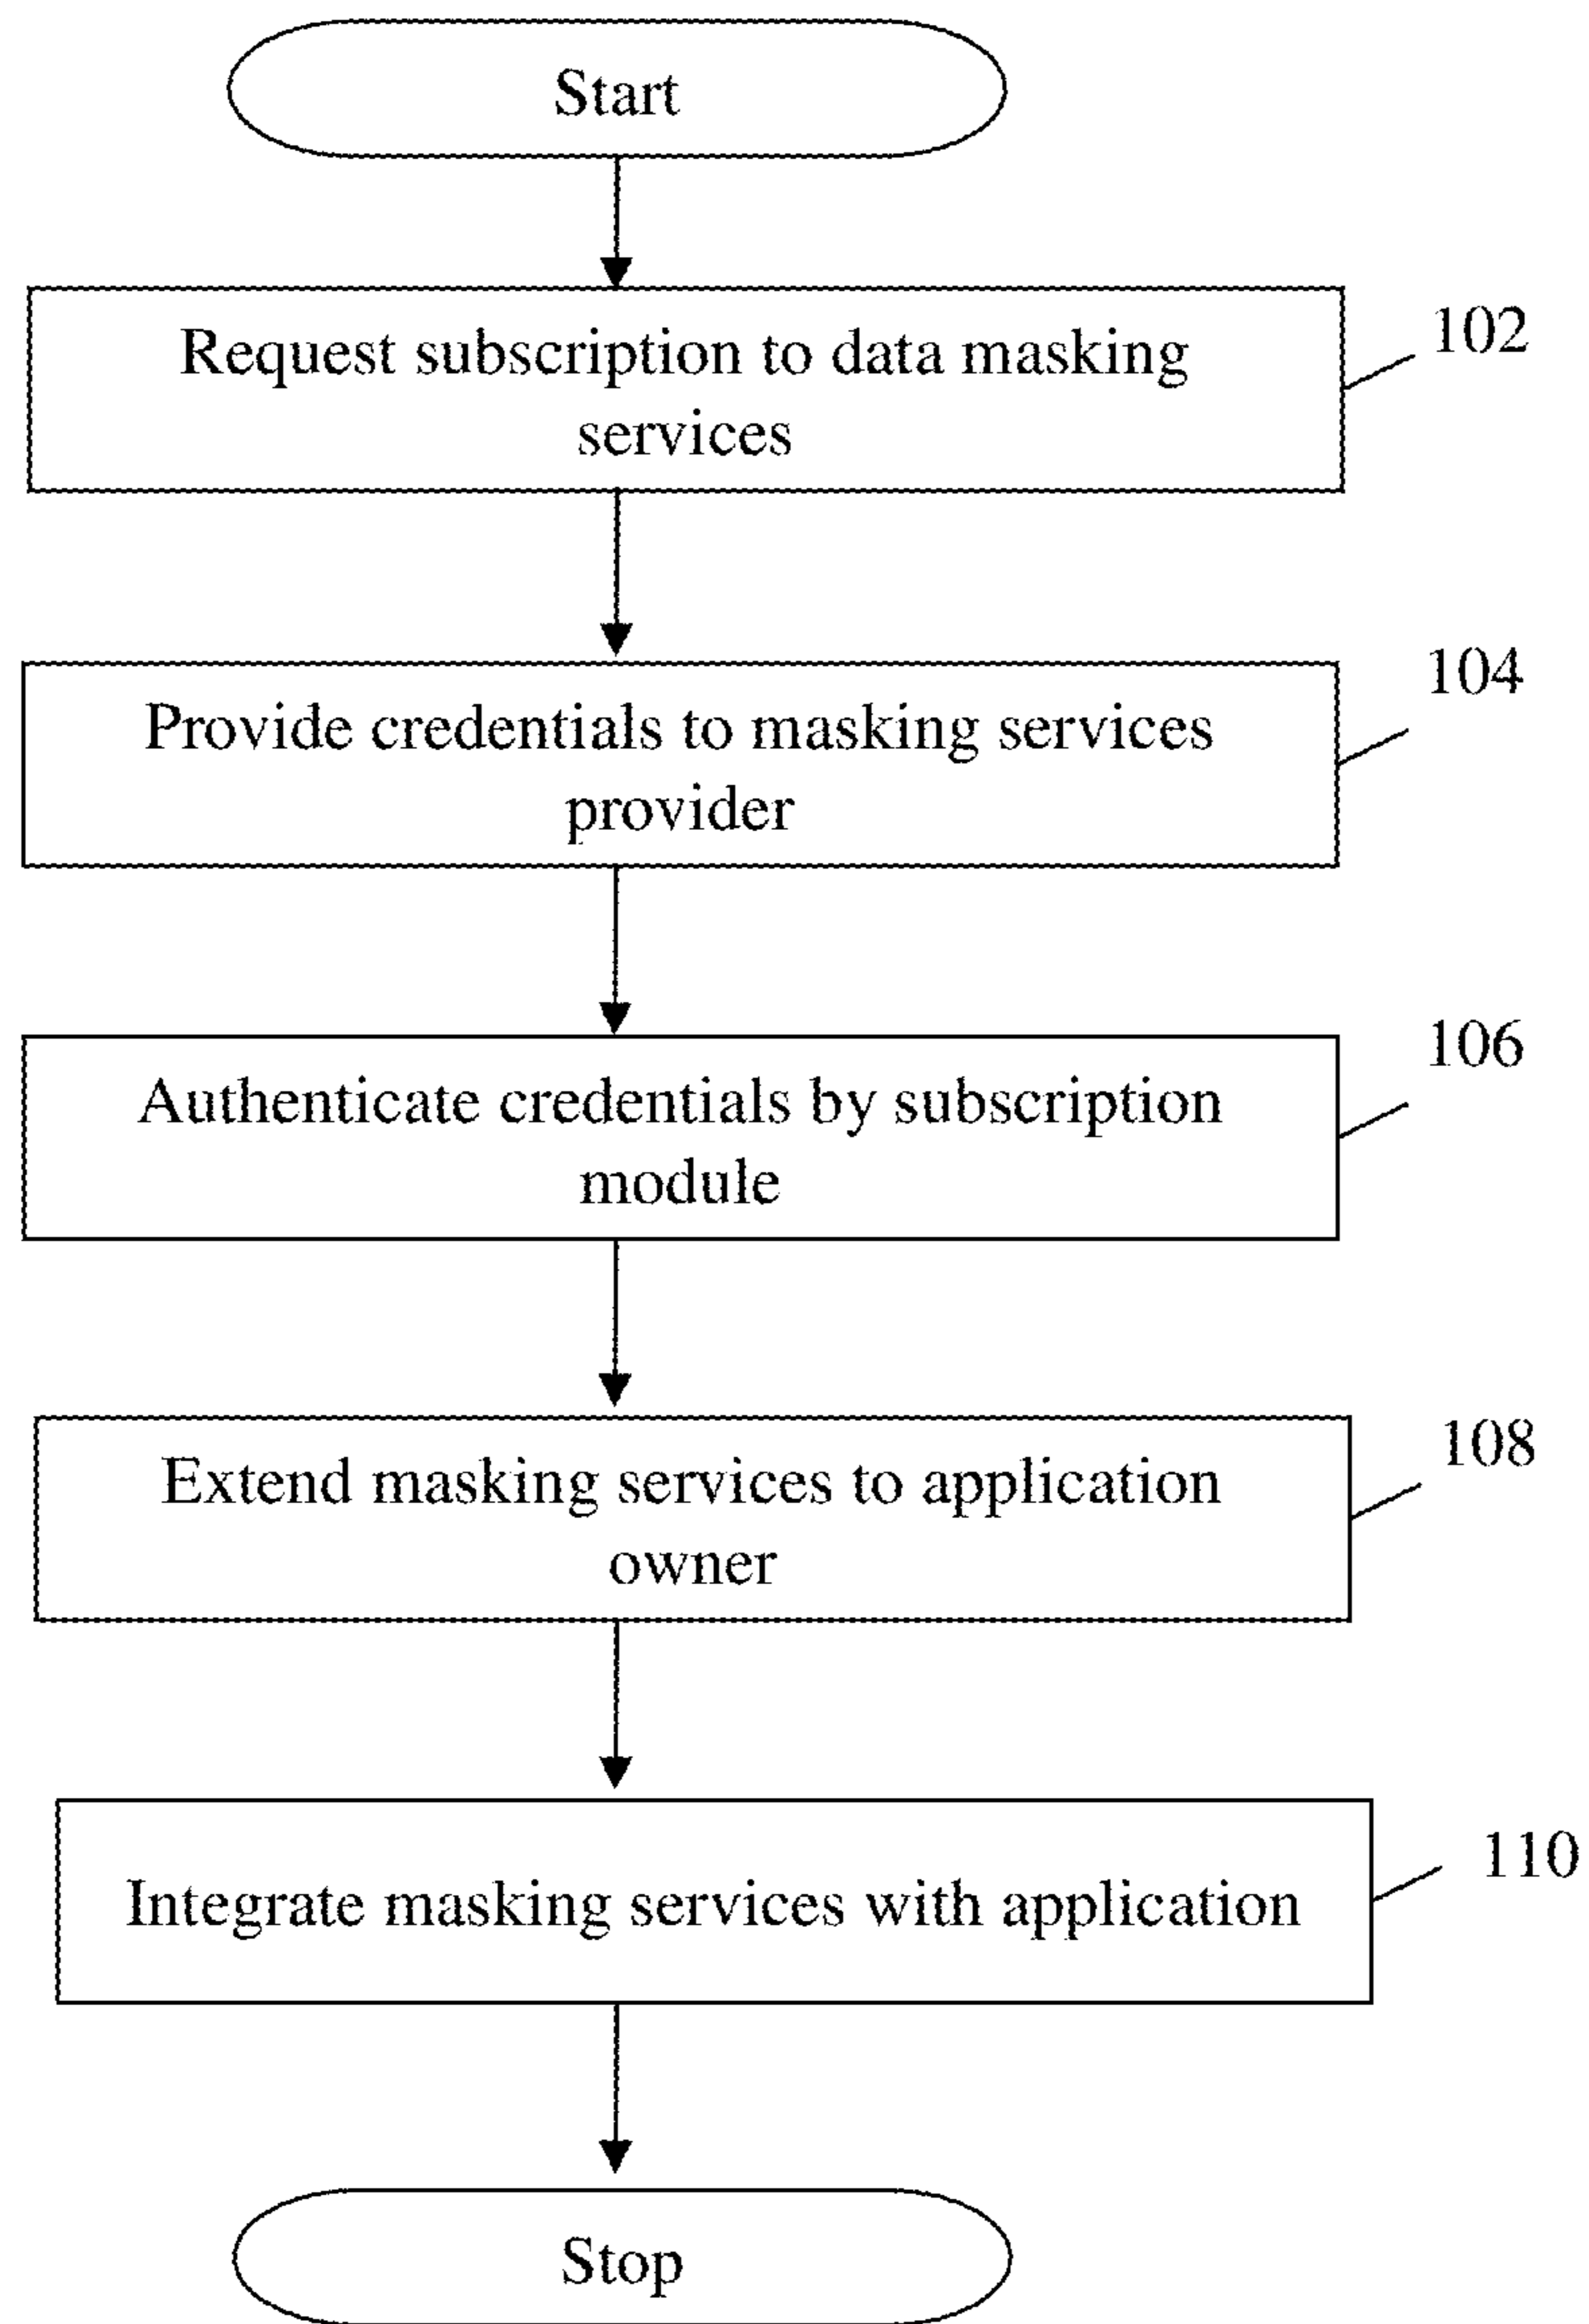 Start
Request subscription to data masking
services
102
Provide credentials to masking services
provider
104
Authenticate credentials by subscription
module
106
Extend masking services to application
owner
108
Integrate masking services with application
110
Stop